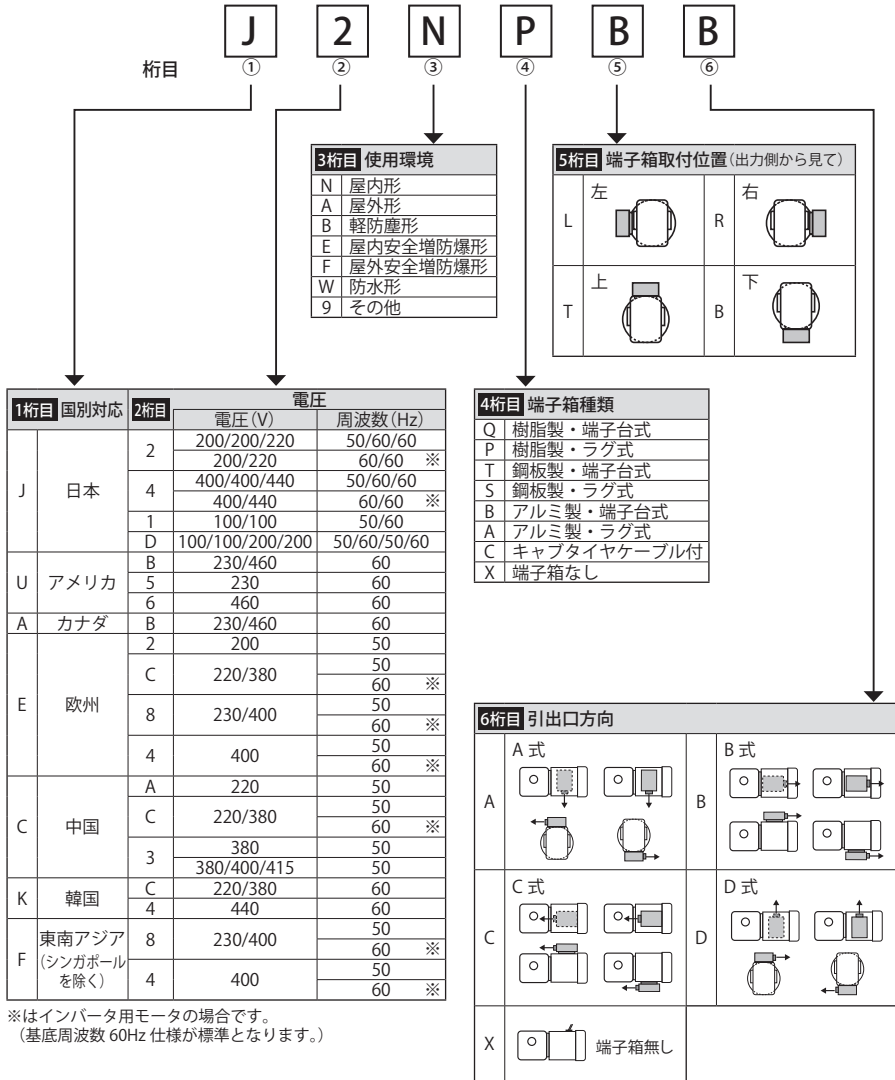 J 2 N P B B
桁目 ① ② ③ ④ ⑤ ⑥
3桁目 使用環境
N 屋内形
A 屋外形
B 軽防塵形
E 屋内安全増防爆形
F 屋外安全増防爆形
W 防水形
9 その他
5桁目 端子箱取付位置(出力側から見て)
L 左 R 右
T 上 B 下
1桁目 国別対応 2桁目 電圧
電圧(V) 周波数(Hz)
J 日本 2 200/200/220 50/60/60
200/220 60/60 ※
4 400/400/440 50/60/60
400/440 60/60 ※
1 100/100 50/60
D 100/100/200/200 50/60/50/60
U アメリカ B 230/460 60
5 230 60
6 460 60
A カナダ B 230/460 60
E 欧州 2 200 50
C 220/380 50
60 ※
8 230/400 50
60 ※
4 400 50
60 ※
C 中国 A 220 50
C 220/380 50
60 ※
3 380 50
380/400/415 50
K 韓国 C 220/380 60
4 440 60
F 東南アジア(シンガポールを除く) 8 230/400 50
60 ※
4 400 50
60 ※
※はインバータ用モータの場合です。
(基底周波数 60Hz 仕様が標準となります。)
4桁目 端子箱種類
Q 樹脂製・端子台式
P 樹脂製・ラグ式
T 鋼板製・端子台式
S 鋼板製・ラグ式
B アルミ製・端子台式
A アルミ製・ラグ式
C キャブタイヤケーブル付
X 端子箱なし
6桁目 引出口方向
A A 式 B B 式
C C 式 D D 式
X 端子箱無し